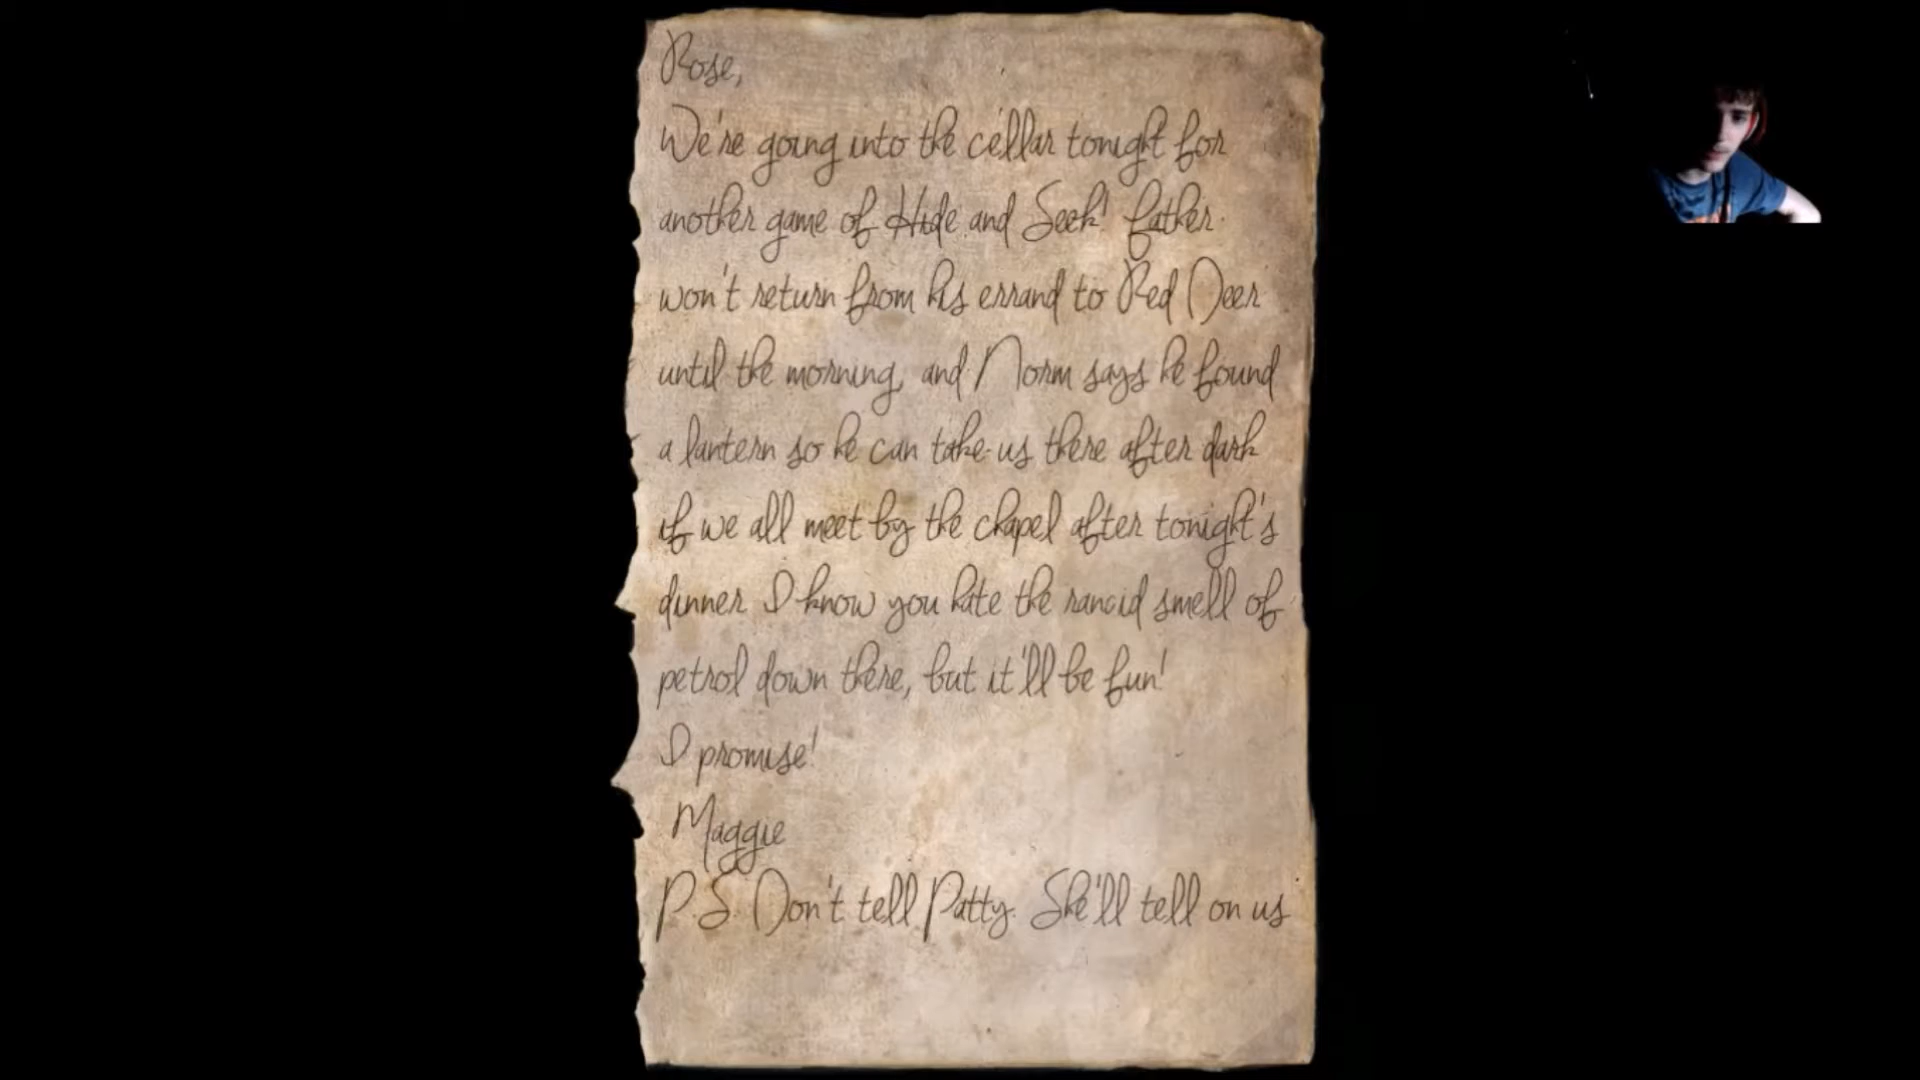 Rose,
We're going into the cellar tonight for
another game of Hide and Seek! Father
won't return from his errand to Red Deer
until the morning, and Norm says he found
a lantern so he can take us there after dark
if we all meet by the chapel after tonight's
dinner. I know you hate the rancid smell of
petrol down there, but it'll be fun!
I promise!
Maggie
P.S. Don't tell Patty. She'll tell on us